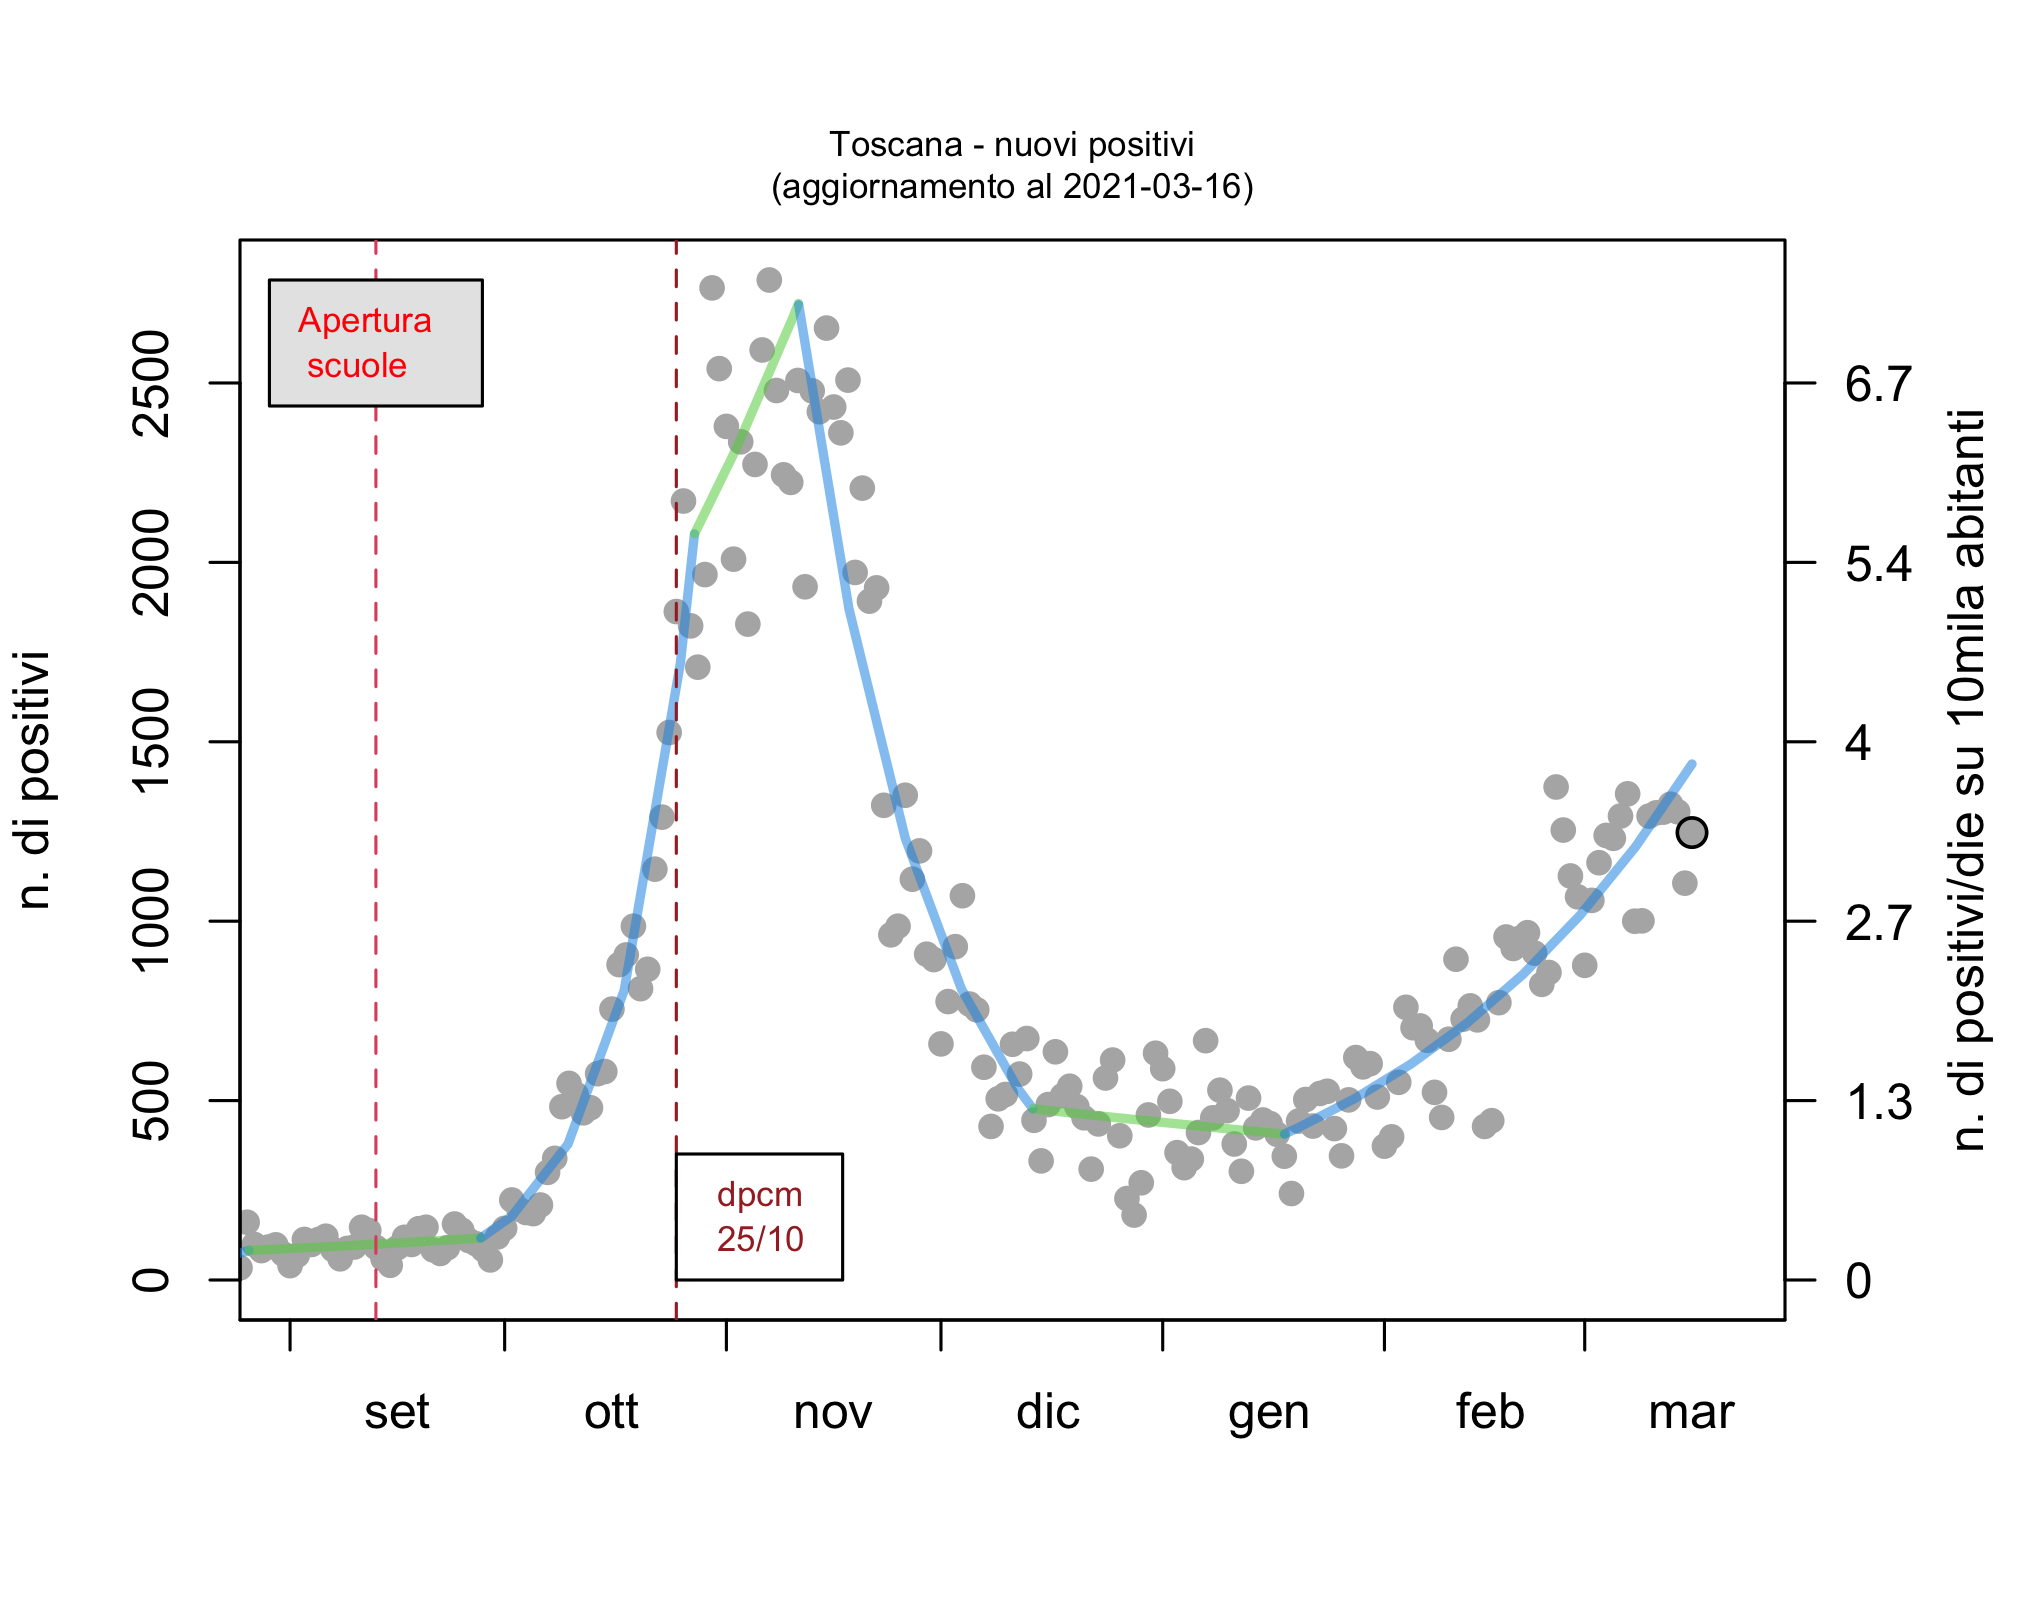 Toscana - nuovi positivi
(aggiornamento al 2021-03-16)
Apertura
scuole
dpcm
25/10
n. di positivi
2500
2000
1500
1000
500
0
6.7
5.4
4
2.7
1.3
0
n. di positivi/die su 10mila abitanti
set ott nov dic gen feb mar